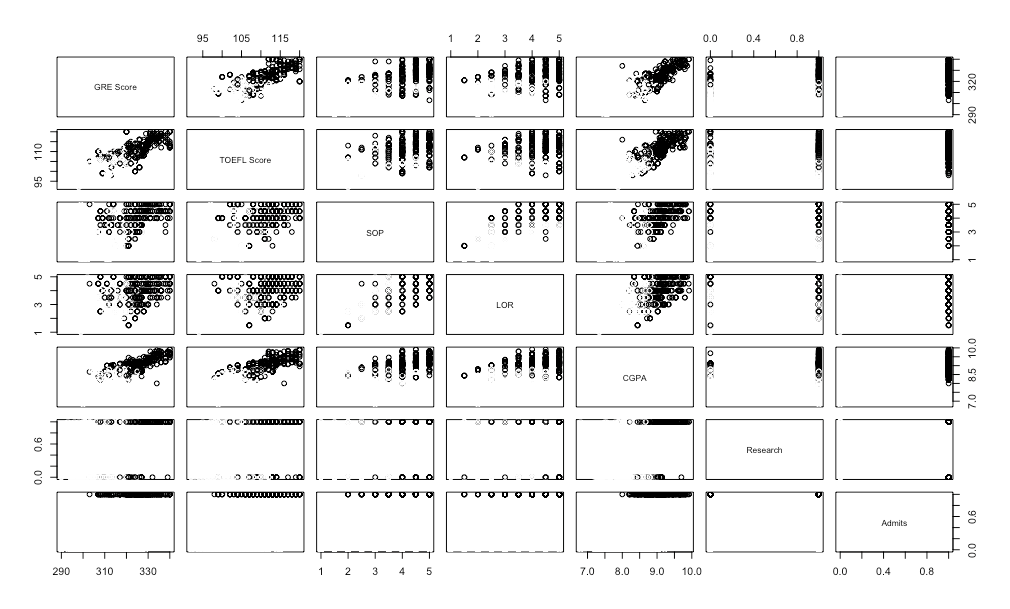 95 105 115 1 2 3 4 5 0.0 0.4 0.8
GRE Score
290 320
95 110
TOEFL Score
SOP
1 3 5
1 3 5
LOR
CGPA
7.0 8.5 10.0
0.0 0.6
Research
Admits
0.0 0.6
290 310 330 1 2 3 4 5 7.0 8.0 9.0 10.0 0.0 0.4 0.8